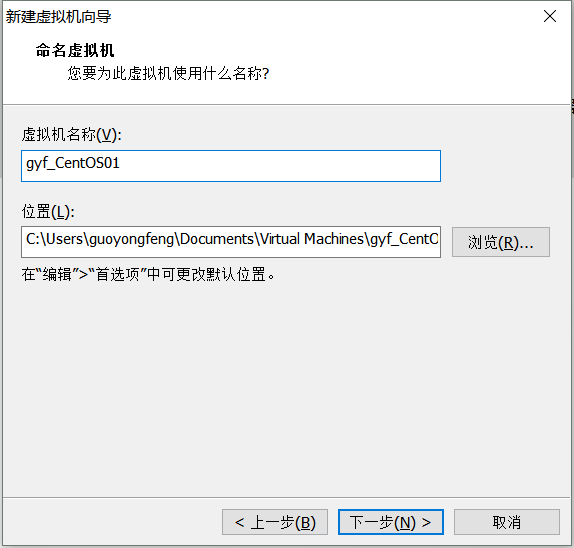 新建虚拟机向导
命名虚拟机
您要为此虚拟机使用什么名称?
虚拟机名称(V):
gyf_CentOS01
位置(L):
C:\Users\guoyongfeng\Documents\Virtual Machines\gyf_CentO
浏览(R)...
在“编辑”>“首选项”中可更改默认位置。
< 上一步(B) 下一步(N) > 取消